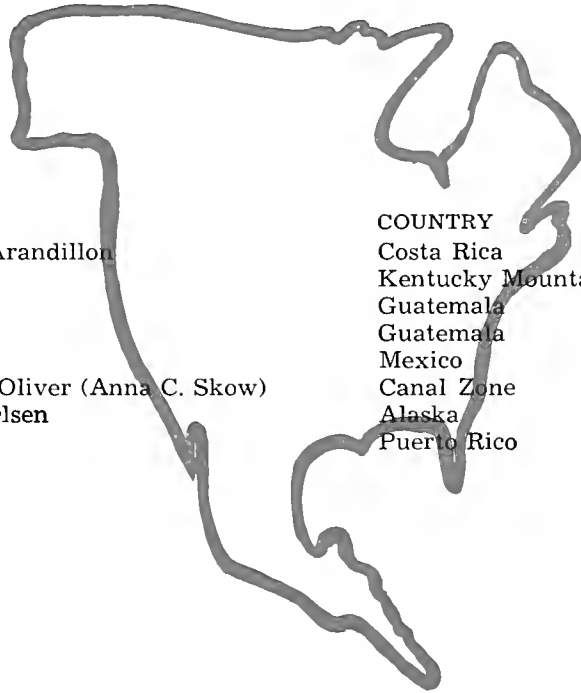 COUNTRY
Arandillon Costa Rica
Kentucky Mounta
Guatemala
Guatemala
Mexico
Oliver (Anna C. Skow) Canal Zone
lsen Alaska
Puerto Rico